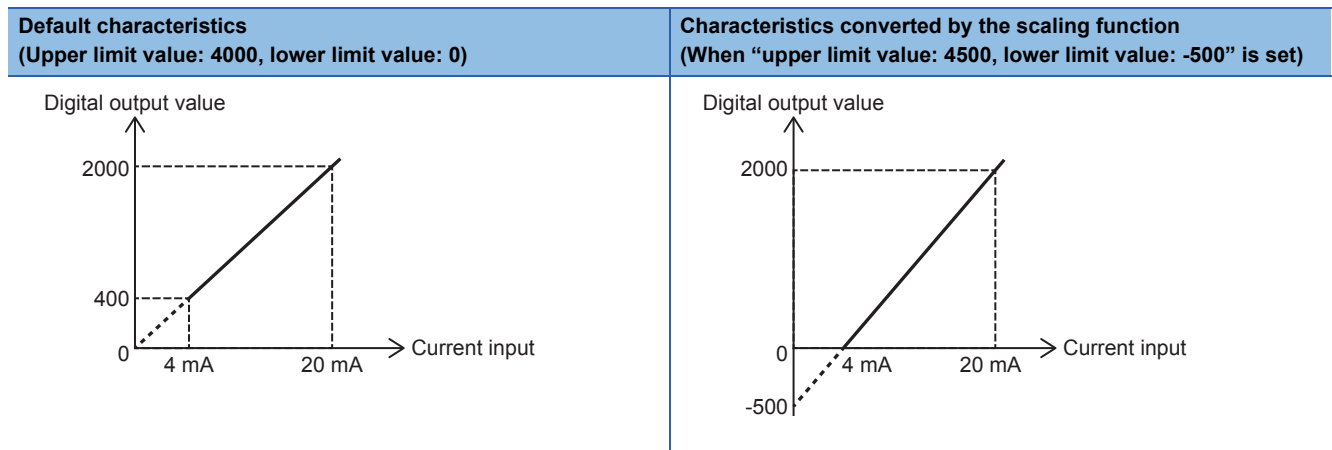 Default characteristics
(Upper limit value: 4000, lower limit value: 0)
Characteristics converted by the scaling function
(When “upper limit value: 4500, lower limit value: -500” is set)
Digital output value
2000
400
0
4 mA
20 mA
Current input
Digital output value
2000
0
4 mA
20 mA
Current input
-500